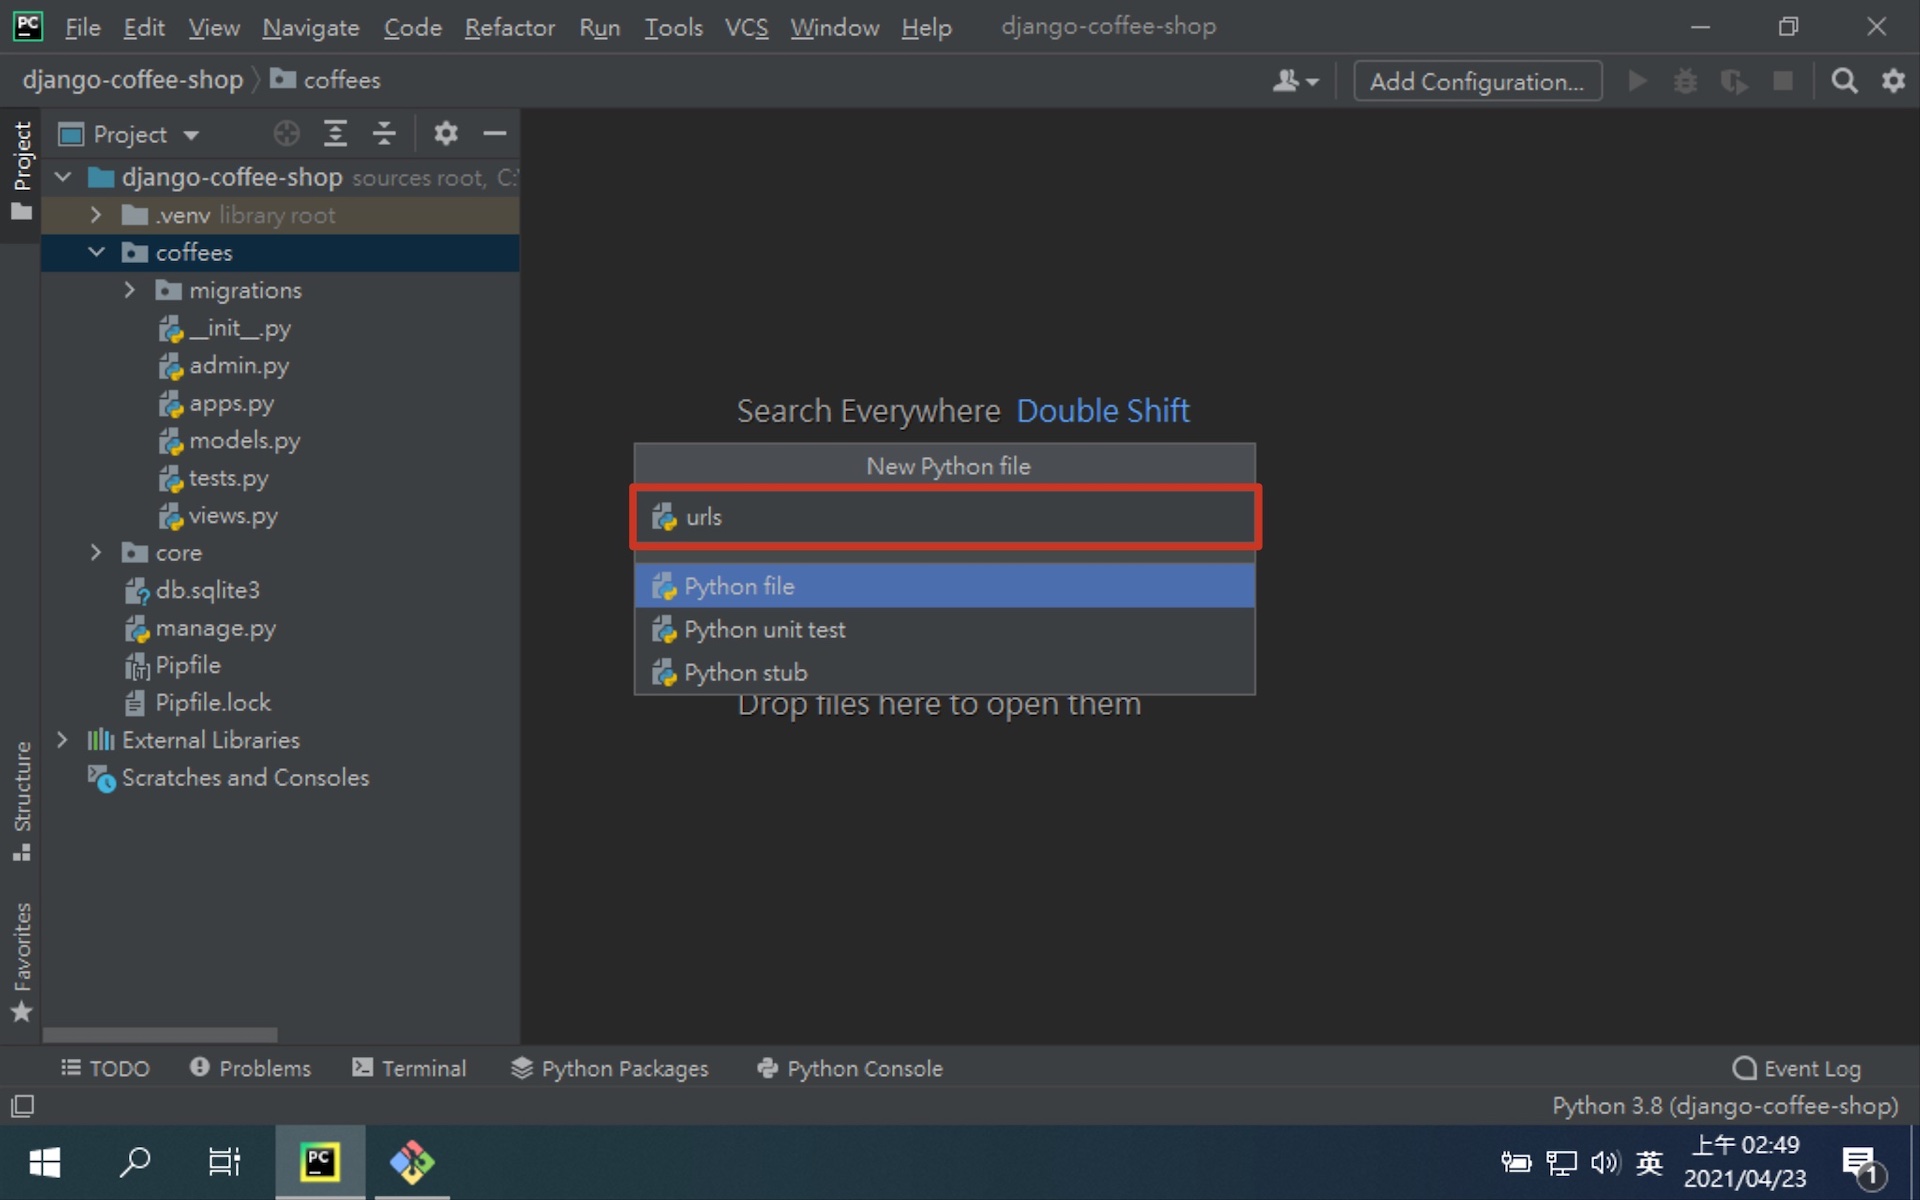 PC File Edit View Navigate Code Refactor Run Tools VCS Window Help django-coffee-shop
django-coffee-shop coffees Add Configuration...
Project
Project
django-coffee-shop sources root, C:\
.venv library root
coffees
migrations
__init__.py
admin.py
apps.py
models.py
tests.py
views.py
core
db.sqlite3
manage.py
Pipfile
Pipfile.lock
External Libraries
Scratches and Consoles
Structure
Favorites
Search Everywhere Double Shift
New Python file
urls
Python file
Python unit test
Python stub
Drop files here to open them
TODO Problems Terminal Python Packages Python Console Event Log
Python 3.8 (django-coffee-shop)
PC
英
上午 02:49
2021/04/23
1